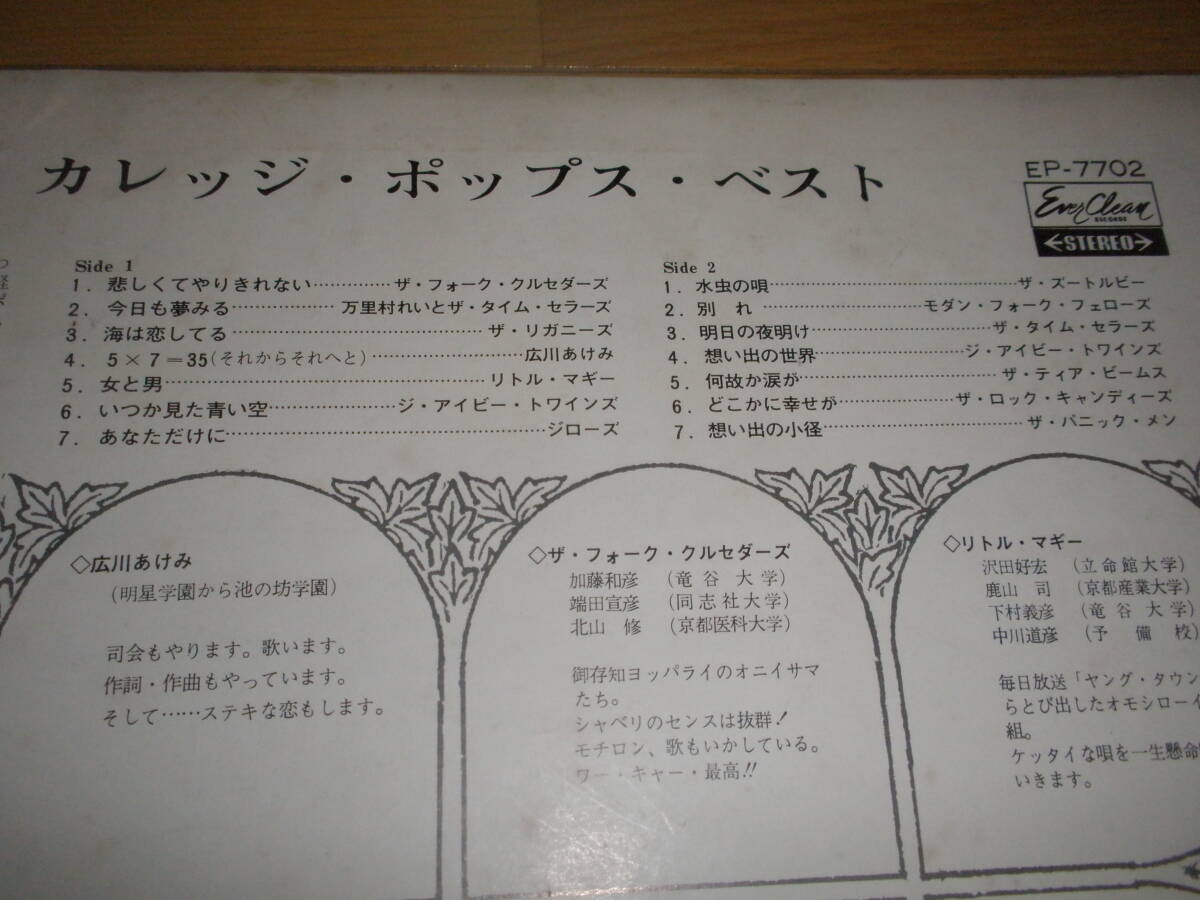 カレッジ・ポップス・ベスト
EP-7702
Ever Clean
RECORDS
STEREO
Side 1
1. 悲しくてやりきれない…………ザ・フォーク・クルセダーズ
2. 今日も夢みる…………万里村れいとザ・タイム・セラーズ
3. 海は恋してる…………ザ・リガニーズ
4. 5×7＝35(それからそれへと)…………広川あけみ
5. 女と男…………リトル・マギー
6. いつか見た青い空…………ジ・アイビー・トワインズ
7. あなただけに…………ジローズ
Side 2
1. 水虫の唄…………ザ・ズートルビー
2. 別れ…………モダン・フォーク・フェローズ
3. 明日の夜明け…………ザ・タイム・セラーズ
4. 想い出の世界…………ジ・アイビー・トワインズ
5. 何故か涙が…………ザ・ティア・ビームス
6. どこかに幸せが…………ザ・ロック・キャンディーズ
7. 想い出の小径…………ザ・パニック・メン
◇広川あけみ
(明星学園から池の坊学園)
司会もやります。歌います。
作詞・作曲もやっています。
そして……ステキな恋もします。
◇ザ・フォーク・クルセダーズ
加藤和彦 (竜谷大学)
端田宣彦 (同志社大学)
北山 修 (京都医科大学)
御存知ヨッパライのオニイサマ
たち。
シャベリのセンスは抜群！
モチロン、歌もいかしている。
ワー・キャー・最高!!
◇リトル・マギー
沢田好宏 (立命館大学)
鹿山 司 (京都産業大学)
下村義彦 (竜谷大学)
中川道彦 (予備校)
毎日放送「ヤング・タウン
らとび出したオモシローイ
組。
ケッタイな唄を一生懸命
いきます。